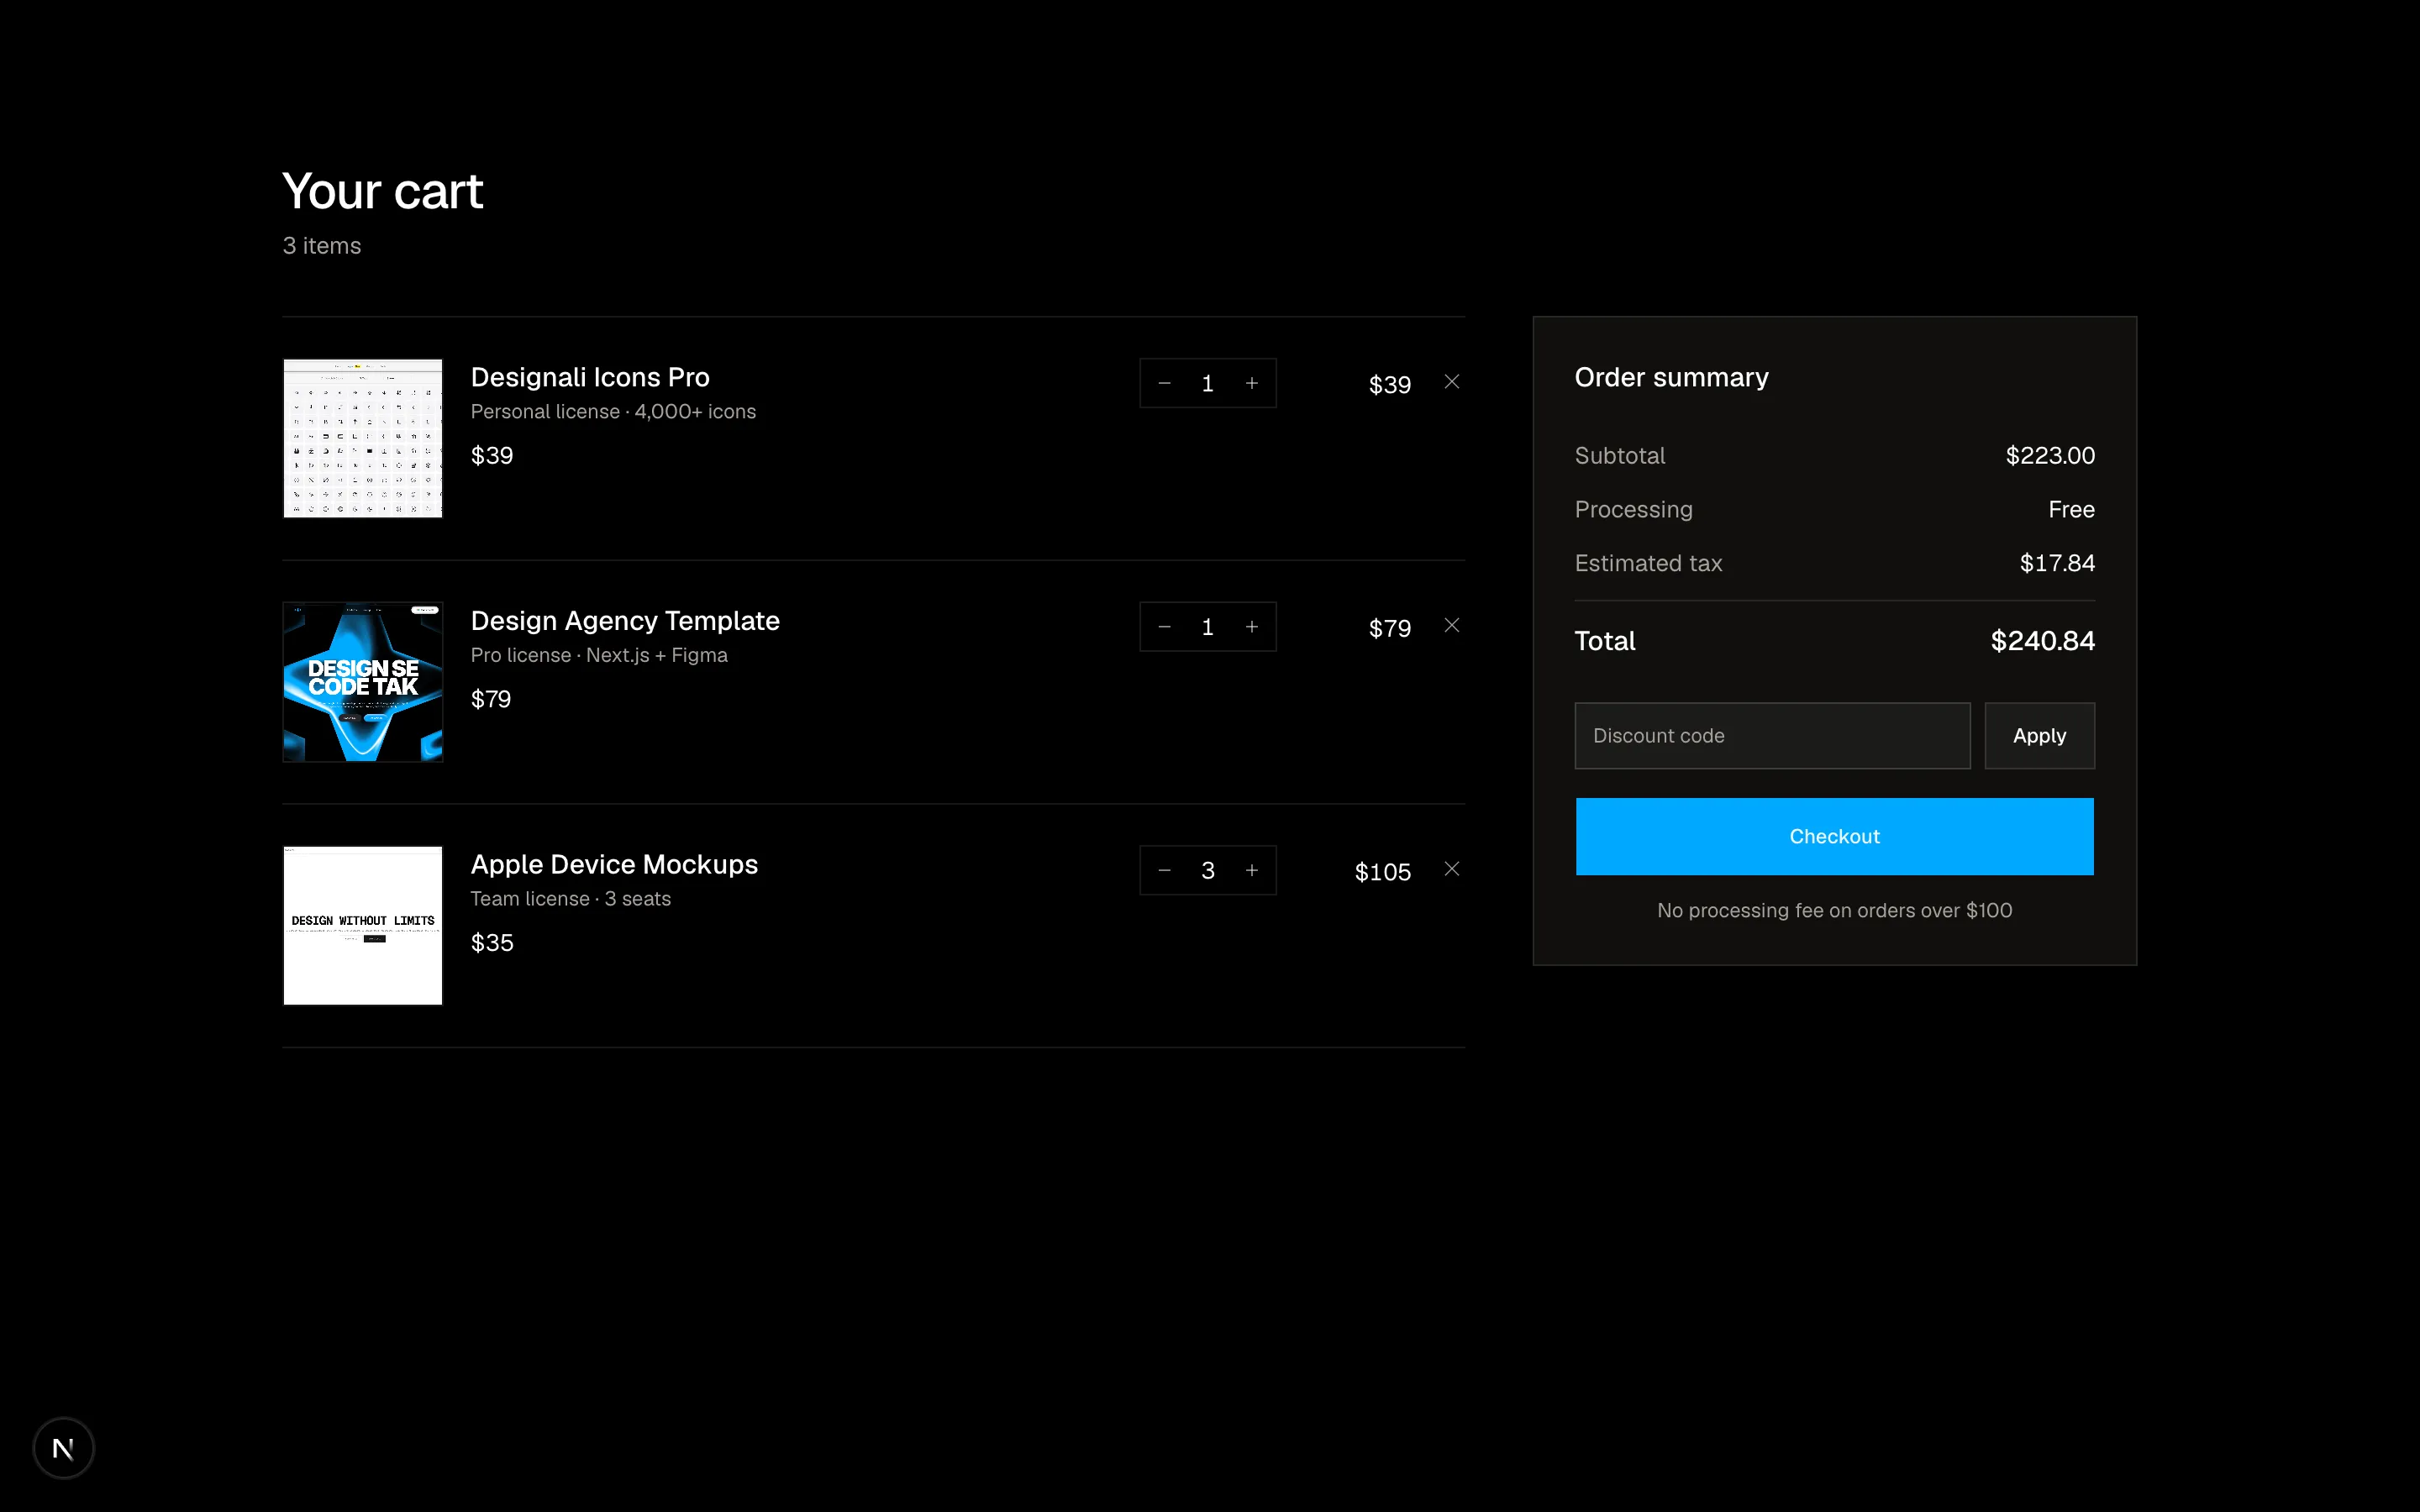 Your cart
3 items
Designali Icons Pro
Personal license · 4,000+ icons
$39
1
$39
DESIGN SE
CODE TAK
Design Agency Template
Pro license · Next.js + Figma
$79
1
$79
DESIGN WITHOUT LIMITS
Apple Device Mockups
Team license · 3 seats
$35
3
$105
Order summary
Subtotal $223.00
Processing Free
Estimated tax $17.84
Total $240.84
Discount code Apply
Checkout
No processing fee on orders over $100
N